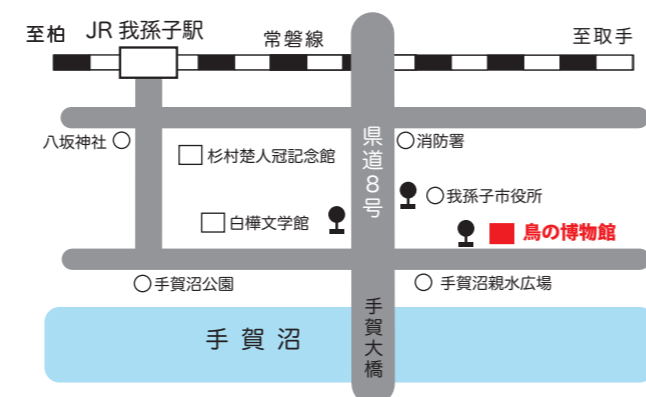 至柏
JR 我孫子駅
常磐線
至取手
八坂神社
杉村楚人冠記念館
県道8号
消防署
我孫子市役所
白樺文学館
鳥の博物館
手賀沼公園
手賀沼親水広場
手賀沼
手賀大橋